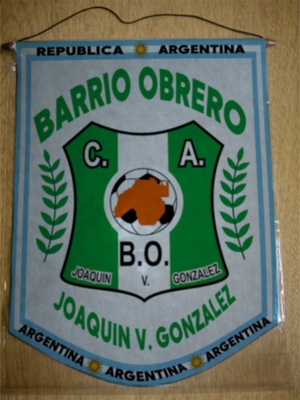 REPUBLICA ARGENTINA
BARRIO OBRERO
C. A.
B.O.
JOAQUIN V. GONZALEZ
JOAQUIN V. GONZALEZ
ARGENTINA ARGENTINA ARGENTINA